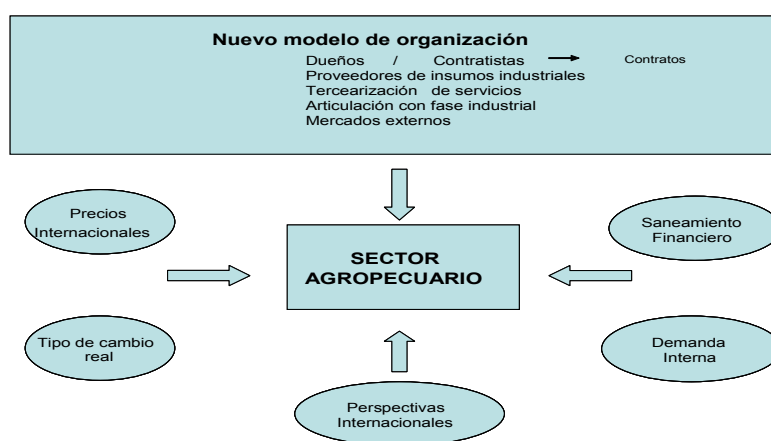 Nuevo modelo de organización
Dueños / Contratistas Contratos
Proveedores de insumos industriales
Tercearización de servicios
Articulación con fase industrial
Mercados externos
Precios
Internacionales
Saneamiento
Financiero
SECTOR
AGROPECUARIO
Tipo de cambio
real
Demanda
Interna
Perspectivas
Internacionales